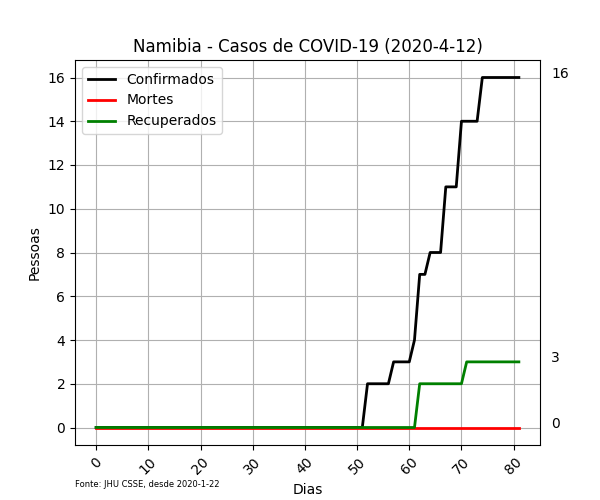 Namibia - Casos de COVID-19 (2020-4-12)
Confirmados
Mortes
Recuperados
Pessoas
16
14
12
10
8
6
4
2
0
16
3
0
0 10 20 30 40 50 60 70 80
Dias
Fonte: JHU CSSE, desde 2020-1-22